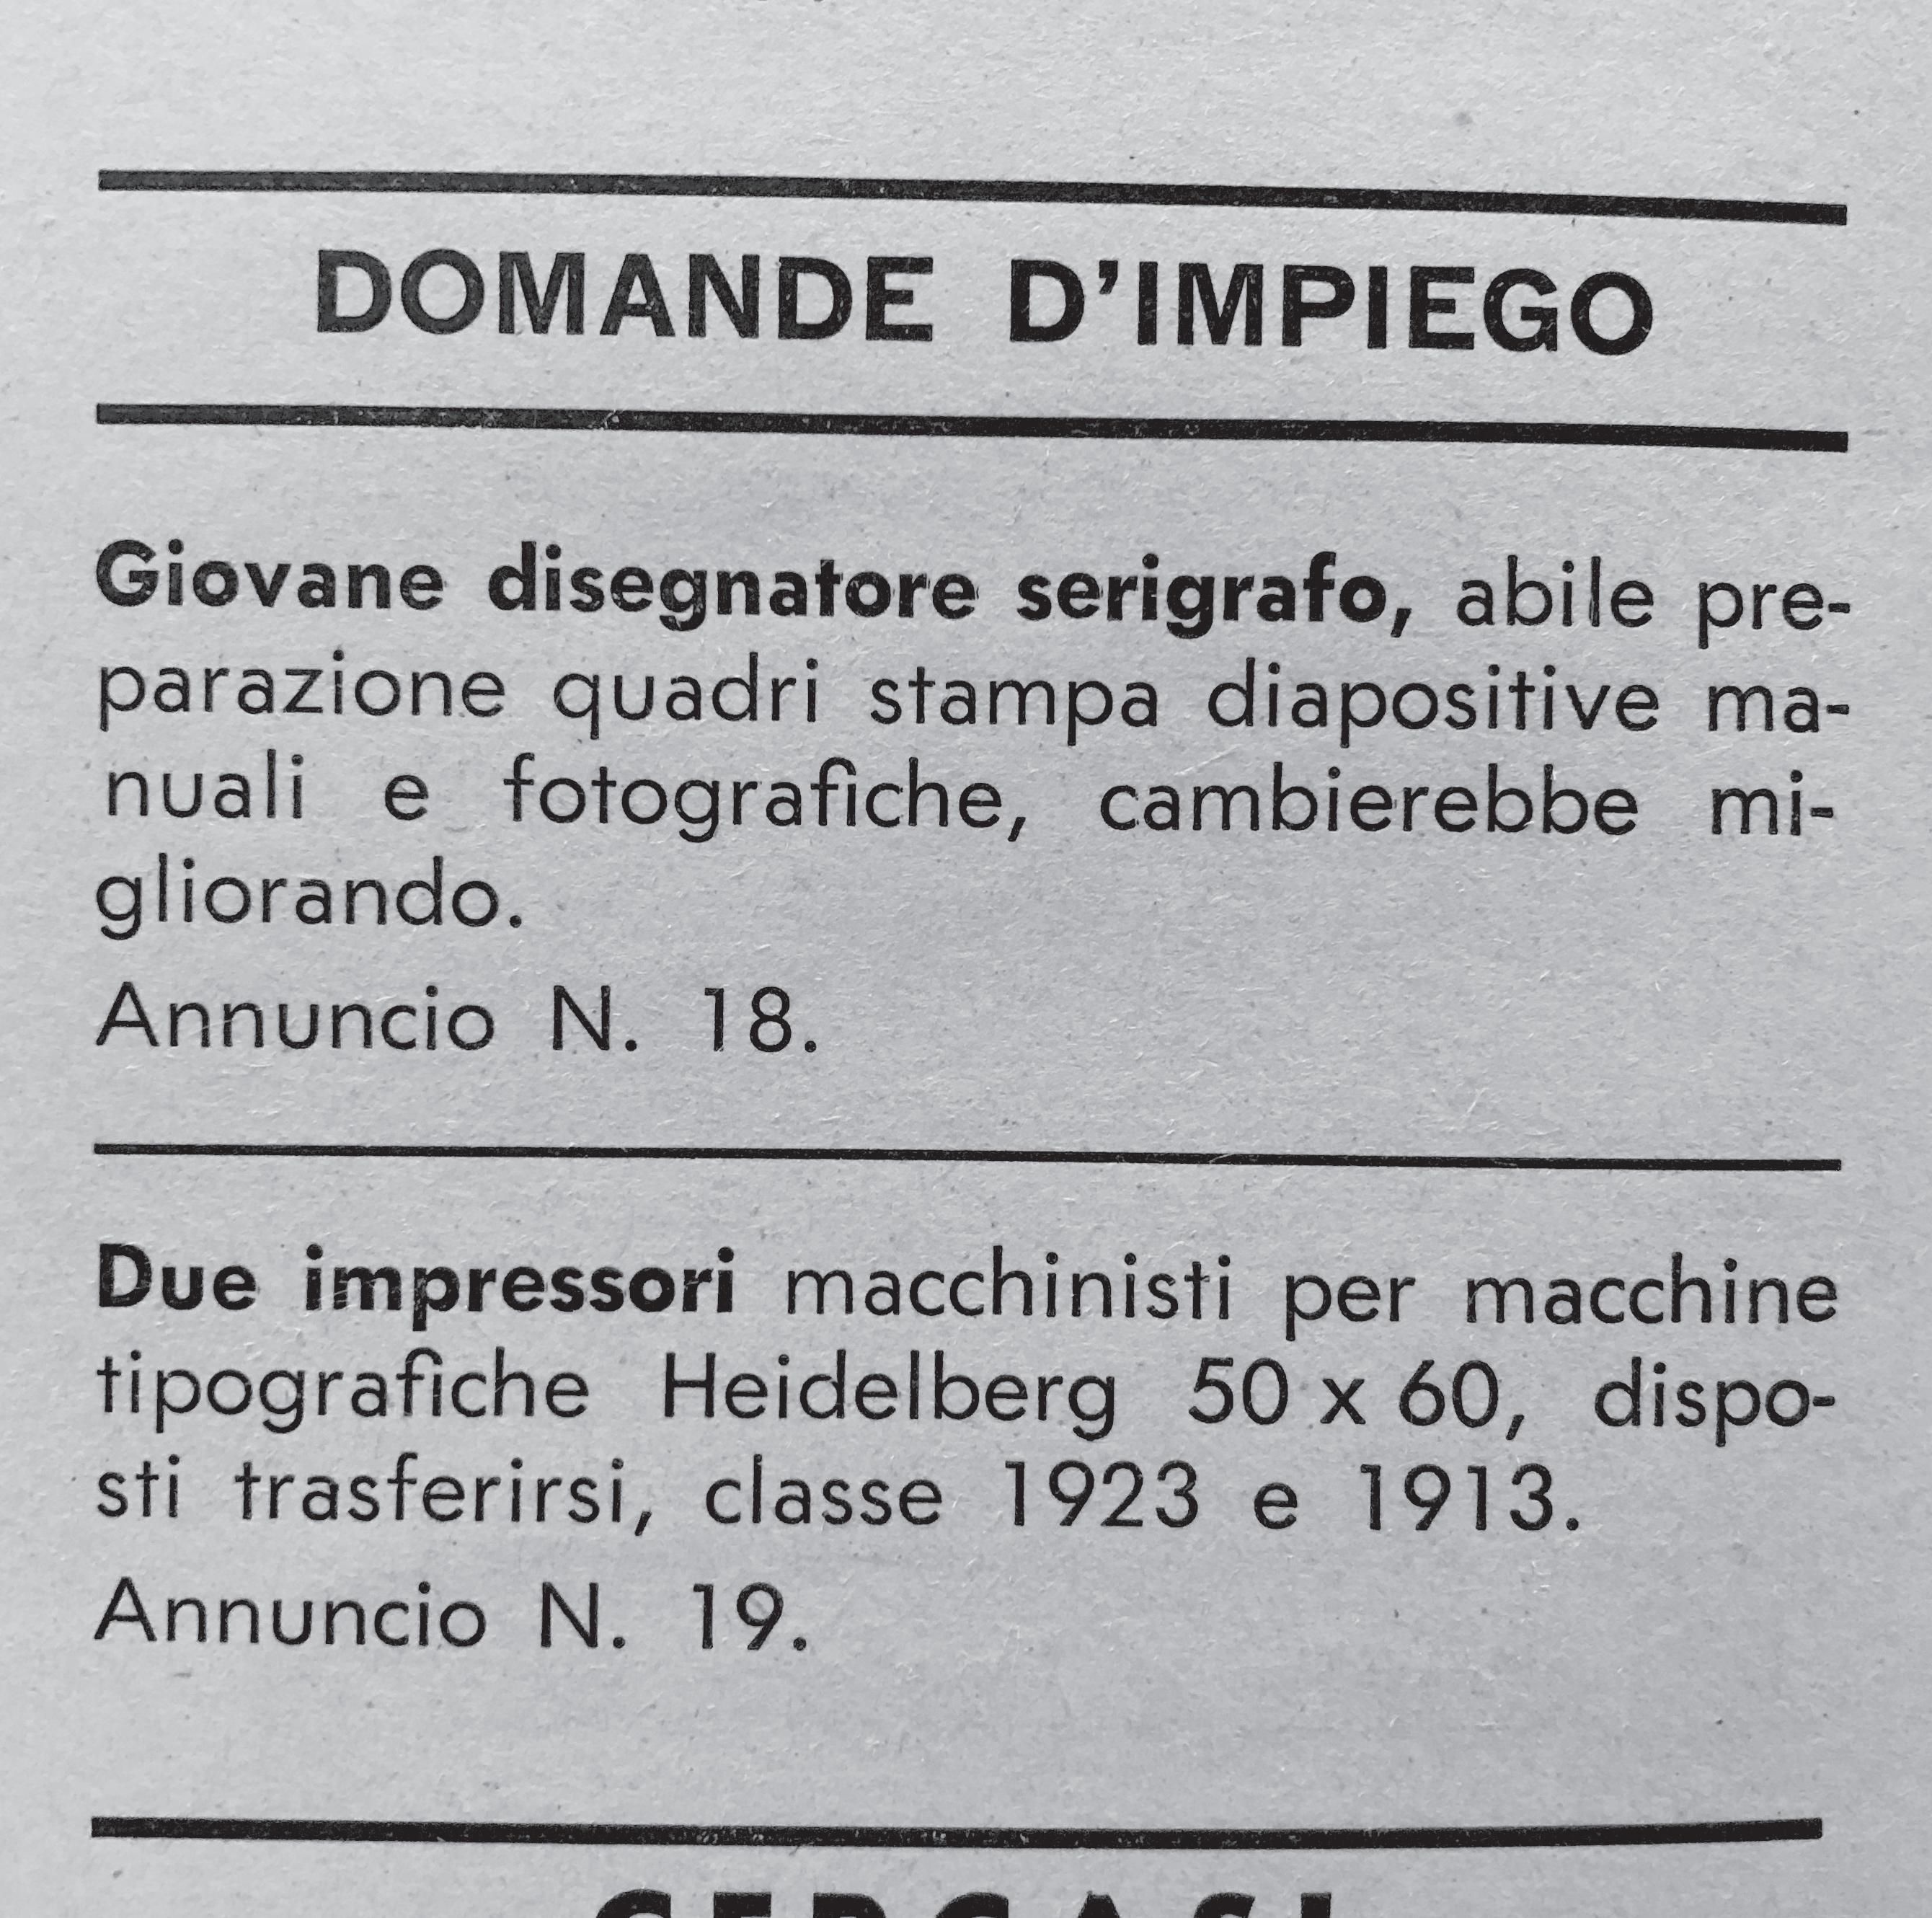 DOMANDE D'IMPIEGO
Giovane disegnatore serigrafo, abile pre-
parazione quadri stampa diapositive ma-
nuali e fotografiche, cambierebbe mi-
gliorando.
Annuncio N. 18.
Due impressori macchinisti per macchine
tipografiche Heidelberg 50 x 60, dispo-
sti trasferirsi, classe 1923 e 1913.
Annuncio N. 19.
CERCASI